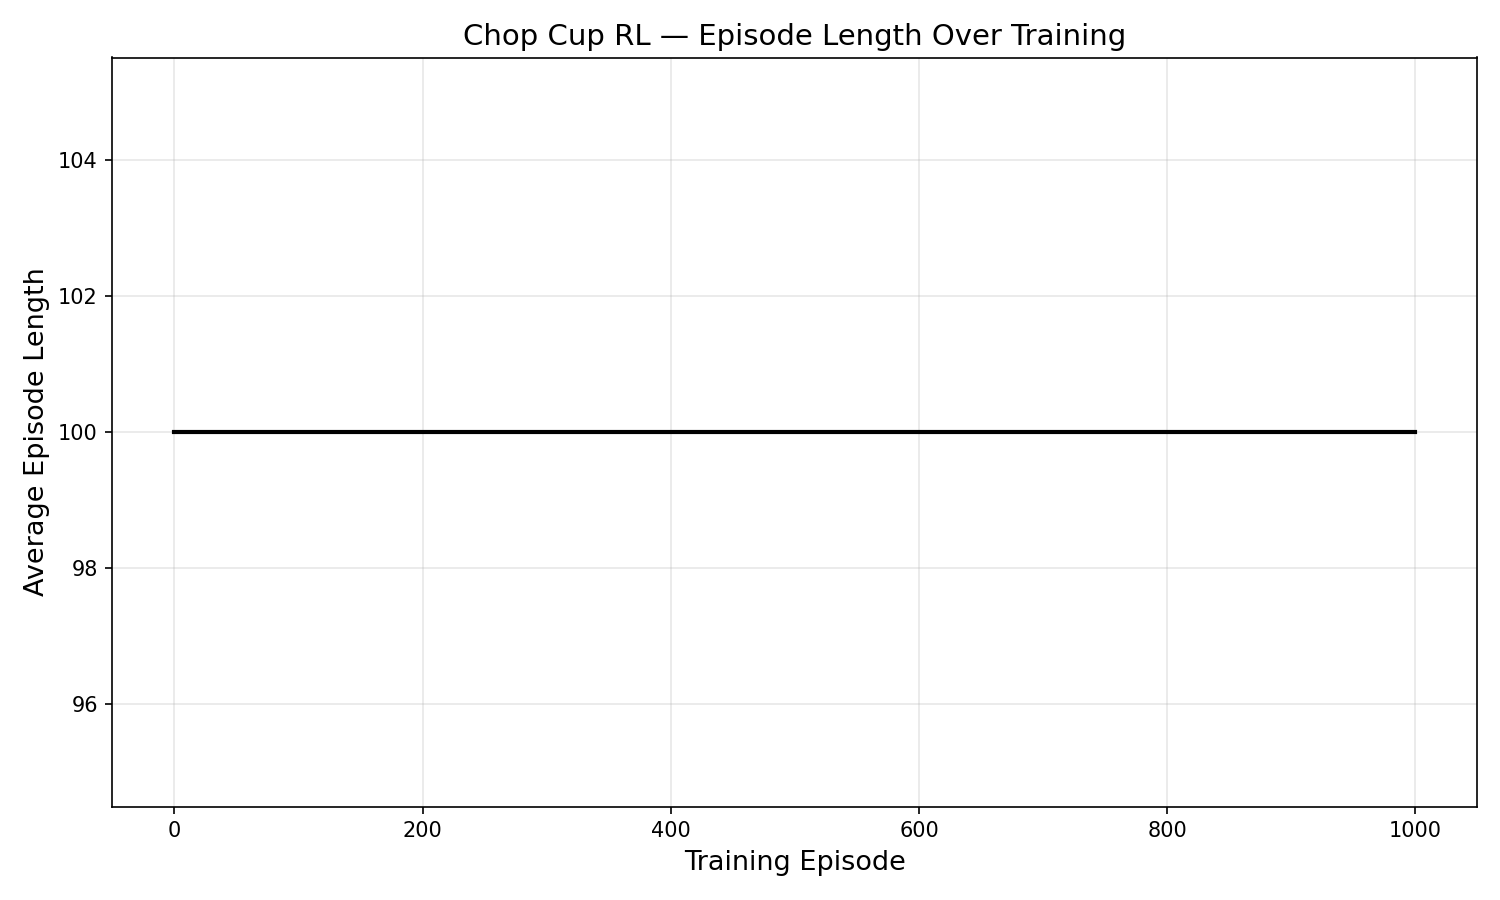 Chop Cup RL — Episode Length Over Training
Average Episode Length
104
102
100
98
96
0 200 400 600 800 1000
Training Episode